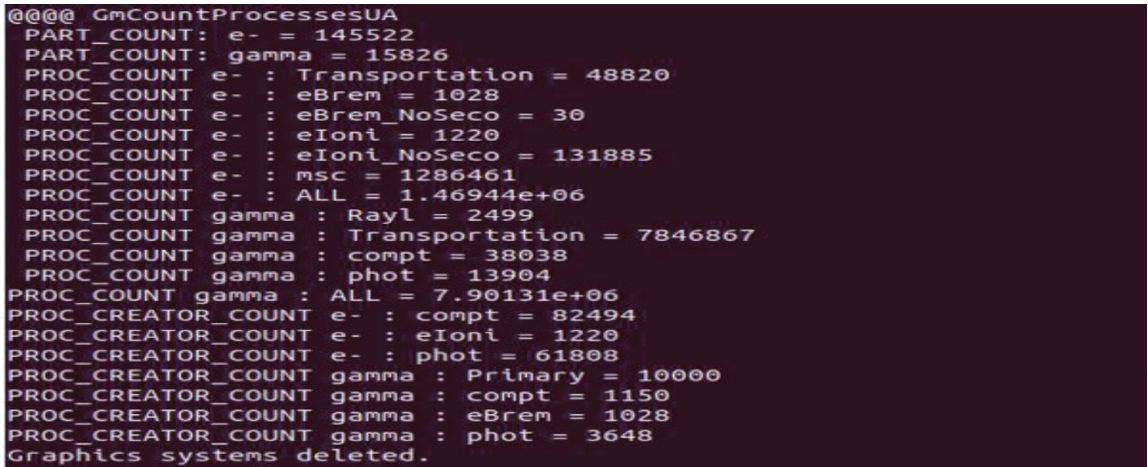 @@@@ GmCountProcessesUA
PART_COUNT: e- = 145522
PART_COUNT: gamma = 15826
PROC_COUNT e- : Transportation = 48820
PROC_COUNT e- : eBrem = 1028
PROC_COUNT e- : eBrem_NoSeco = 30
PROC_COUNT e- : eIoni = 1220
PROC_COUNT e- : eIoni_NoSeco = 131885
PROC_COUNT e- : msc = 1286461
PROC_COUNT e- : ALL = 1.46944e+06
PROC_COUNT gamma : Rayl = 2499
PROC_COUNT gamma : Transportation = 7846867
PROC_COUNT gamma : compt = 38038
PROC_COUNT gamma : phot = 13904
PROC_COUNT gamma : ALL = 7.90131e+06
PROC_CREATOR_COUNT e- : compt = 82494
PROC_CREATOR_COUNT e- : eIoni = 1220
PROC_CREATOR_COUNT e- : phot = 61808
PROC_CREATOR_COUNT gamma : Primary = 10000
PROC_CREATOR_COUNT gamma : compt = 1150
PROC_CREATOR_COUNT gamma : eBrem = 1028
PROC_CREATOR_COUNT gamma : phot = 3648
Graphics systems deleted.